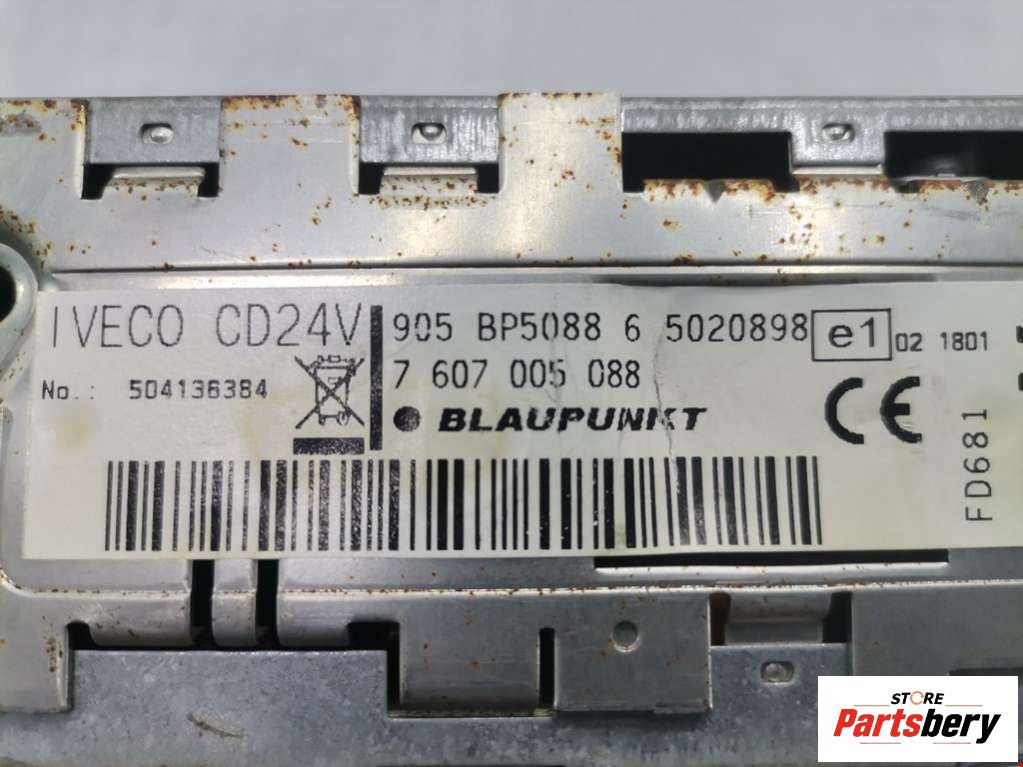 IVECO CD24V
No.: 504136384
905 BP5088 6 5020898
7 607 005 088
BLAUPUNKT
e1 02 1801
CE
FD681
STORE
Partsbery